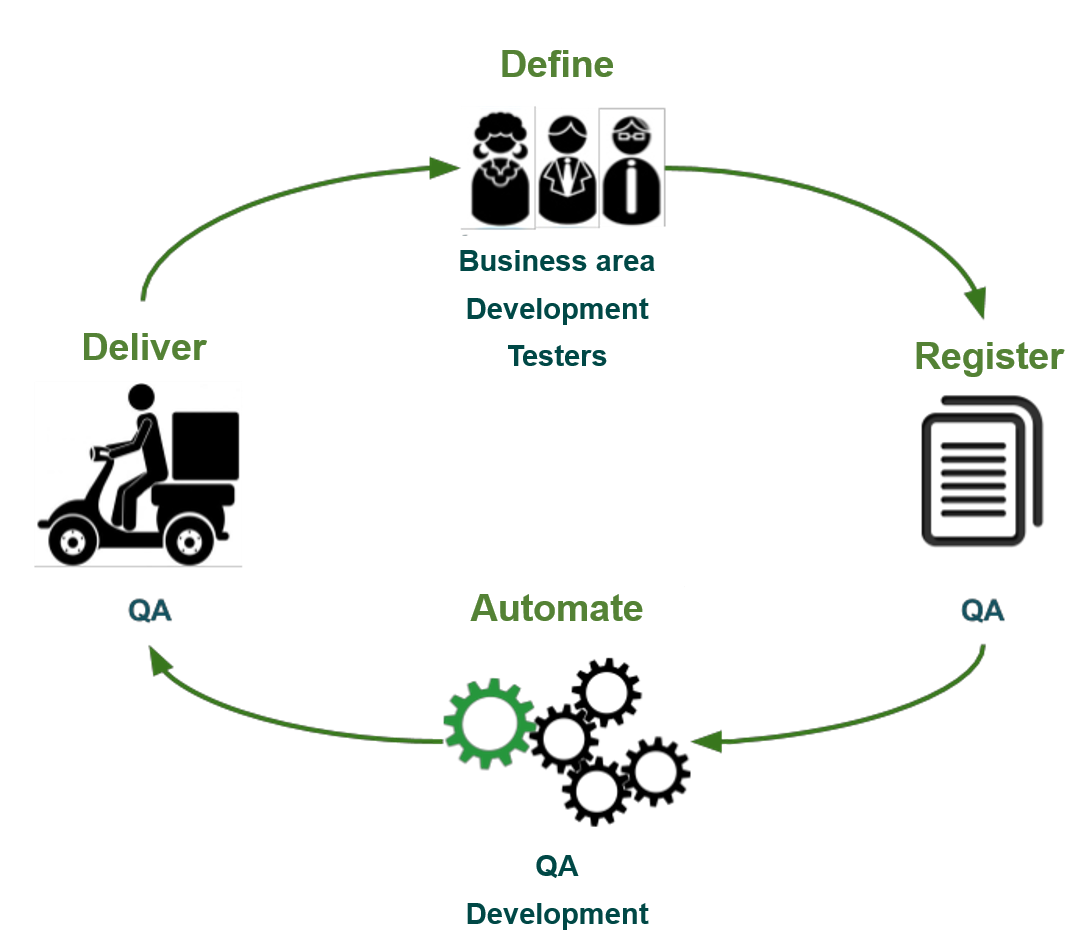 Define
Business area
Development
Testers
Deliver
Register
QA
Automate
QA
QA
Development